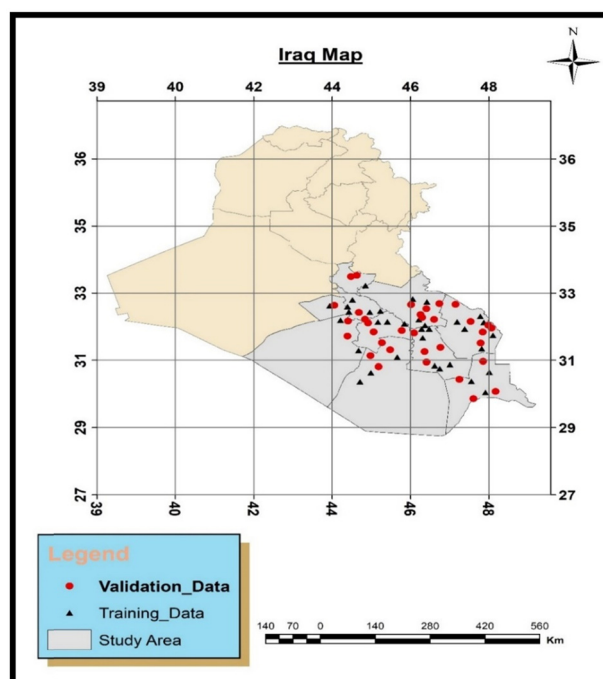 Iraq Map
N
39 40 42 44 46 48
36 36
35 35
33 33
31 31
29 29
27 27
39 40 42 44 46 48
Legend
Validation_Data
Training_Data
Study Area
140 70 0 140 280 420 560
Km